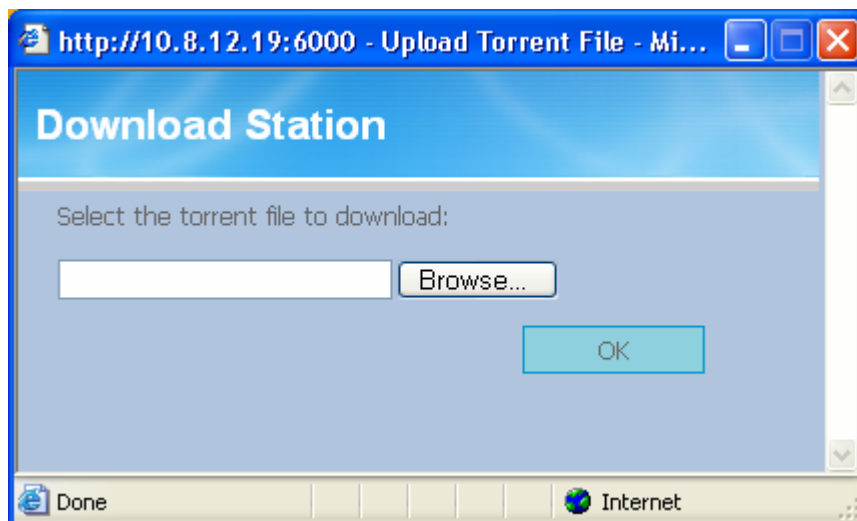 http://10.8.12.19:6000 - Upload Torrent File - Mi...
Download Station
Select the torrent file to download:
Browse...
OK
Done
Internet